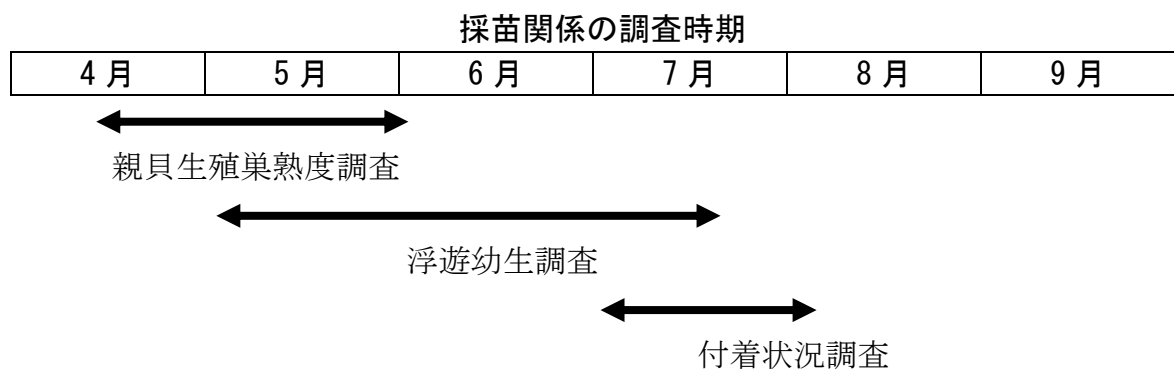 採苗関係の調査時期
4月 5月 6月 7月 8月 9月
親貝生殖巣熟度調査
浮遊幼生調査
付着状況調査